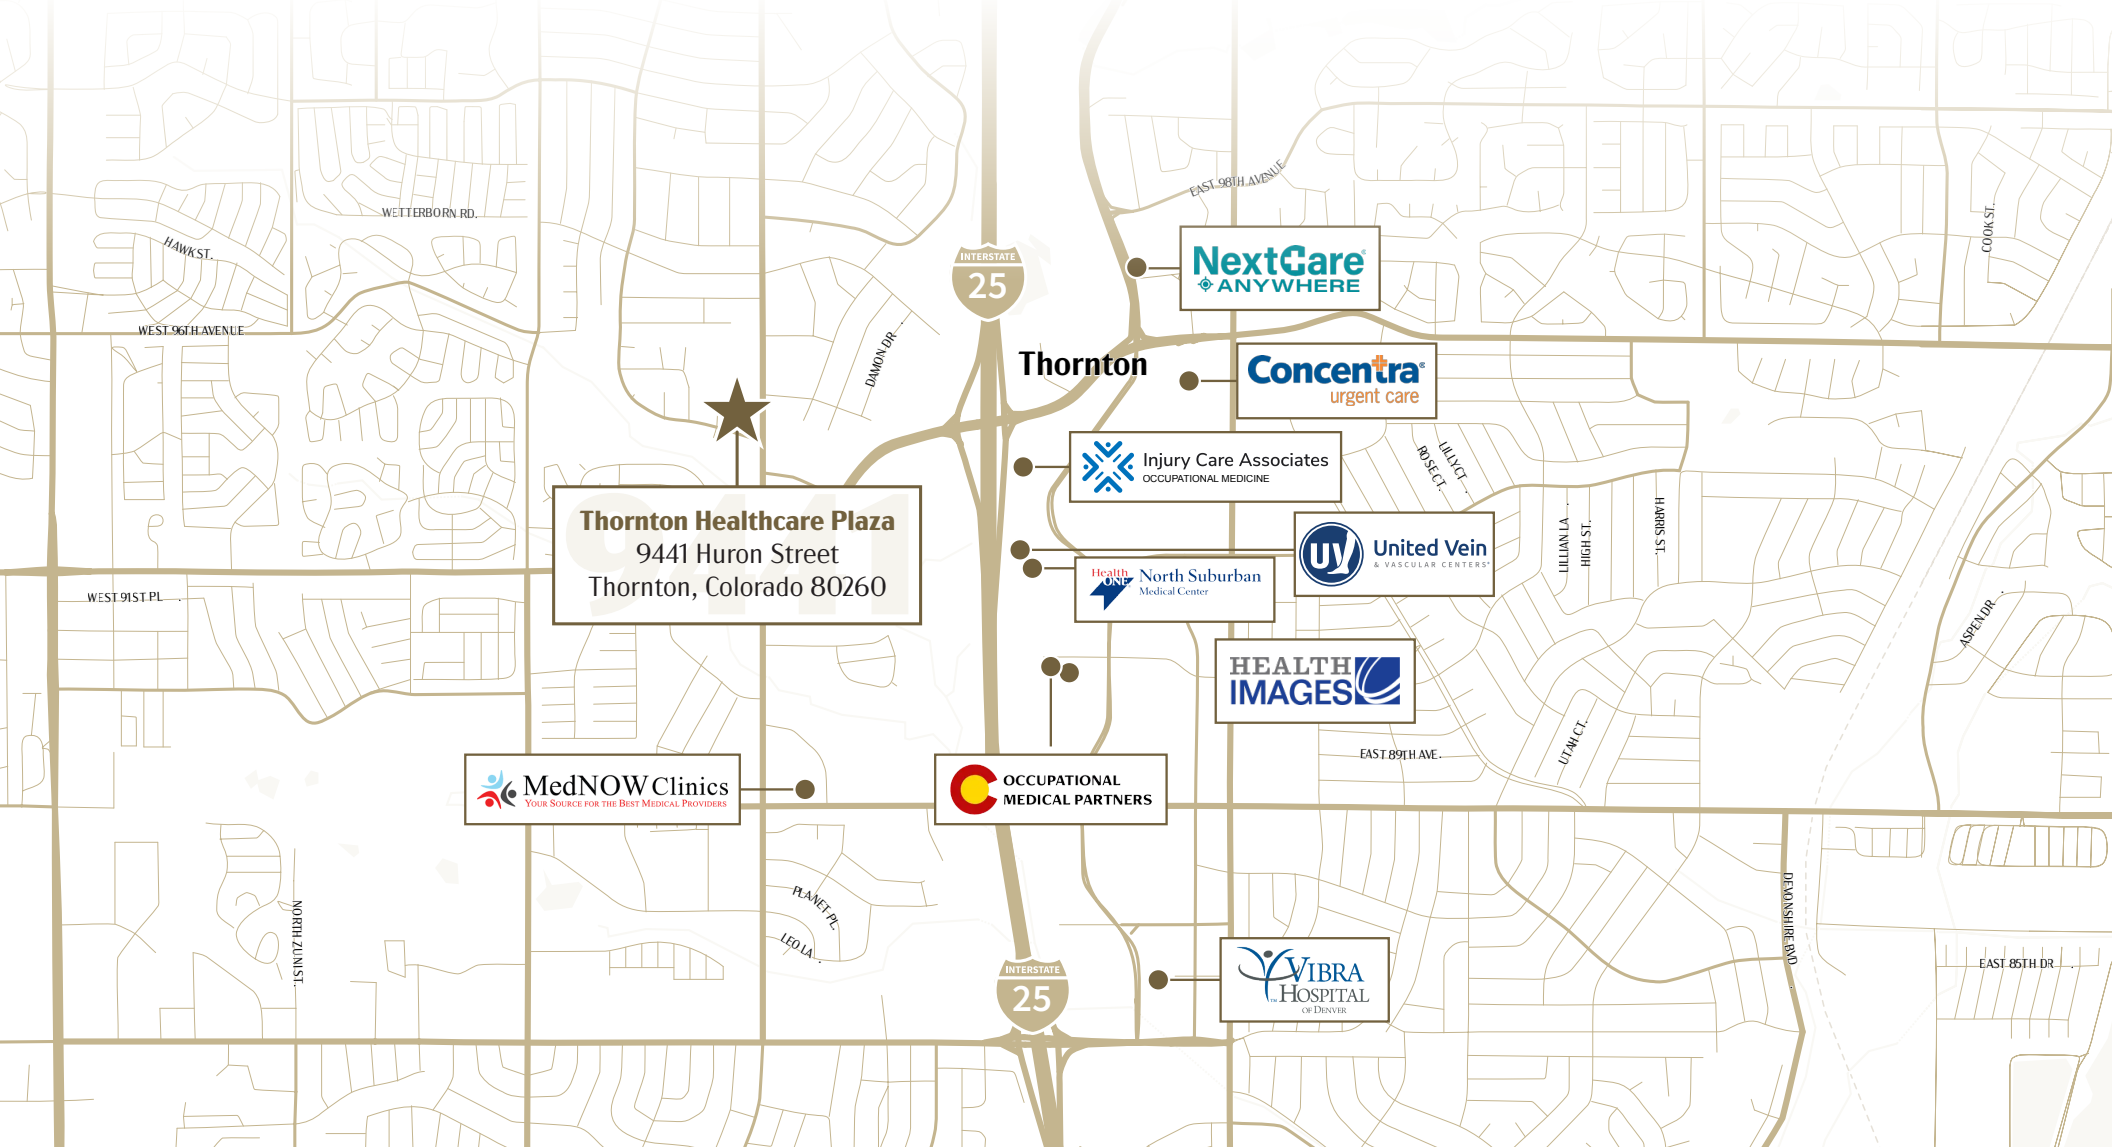 EAST 98TH AVENUE
WETTERBORN RD.
COOK ST.
HAWK ST.
INTERSTATE
25
NextCare®
ANYWHERE
WEST 96TH AVENUE
DAMON DR.
Thornton
Concentra®
urgent care
LILLY CT.
ROSE CT.
Injury Care Associates
OCCUPATIONAL MEDICINE
9441
Thornton Healthcare Plaza
9441 Huron Street
Thornton, Colorado 80260
LILLIAN LA.
HIGH ST.
HARRIS ST.
UV
United Vein
& VASCULAR CENTERS®
HealthONE
North Suburban
Medical Center
WEST 91ST PL.
ASPEN DR.
HEALTH
IMAGES
UTAH CT.
EAST 89TH AVE.
MedNOW Clinics
YOUR SOURCE FOR THE BEST MEDICAL PROVIDERS
OCCUPATIONAL
MEDICAL PARTNERS
PLANET PL.
LEO LA.
NORTH ZUNI ST.
DEVONSHIRE BLVD.
EAST 85TH DR.
INTERSTATE
25
VIBRA
HOSPITAL
™
OF DENVER